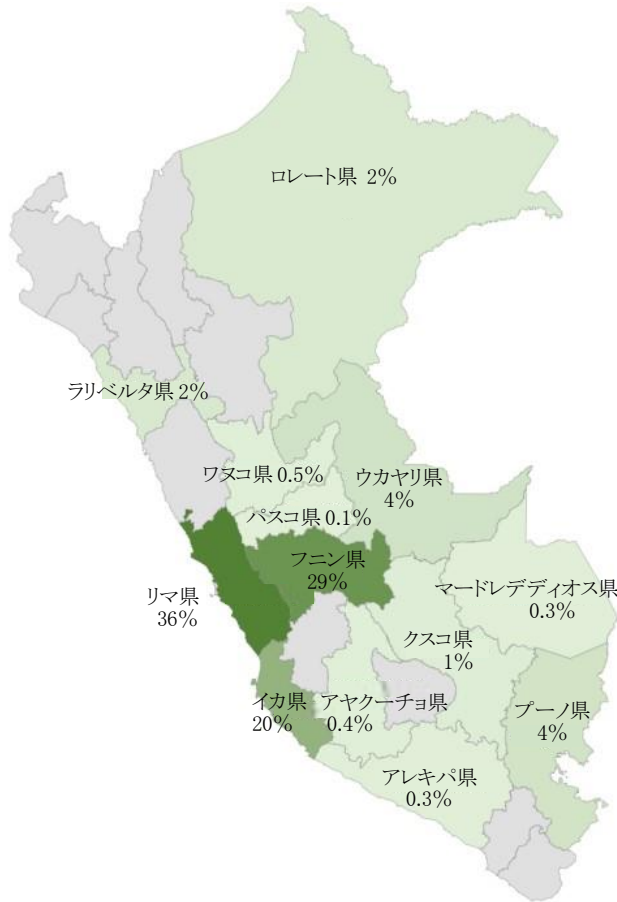 ロレート県 2%
ラリベルタ県 2%
ワヌコ県 0.5%
ウカヤリ県
4%
パスコ県 0.1%
フニン県
29%
マードレデディオス県
0.3%
リマ県
36%
クスコ県
1%
イカ県
20%
アヤクーチョ県
0.4%
プーノ県
4%
アレキパ県
0.3%